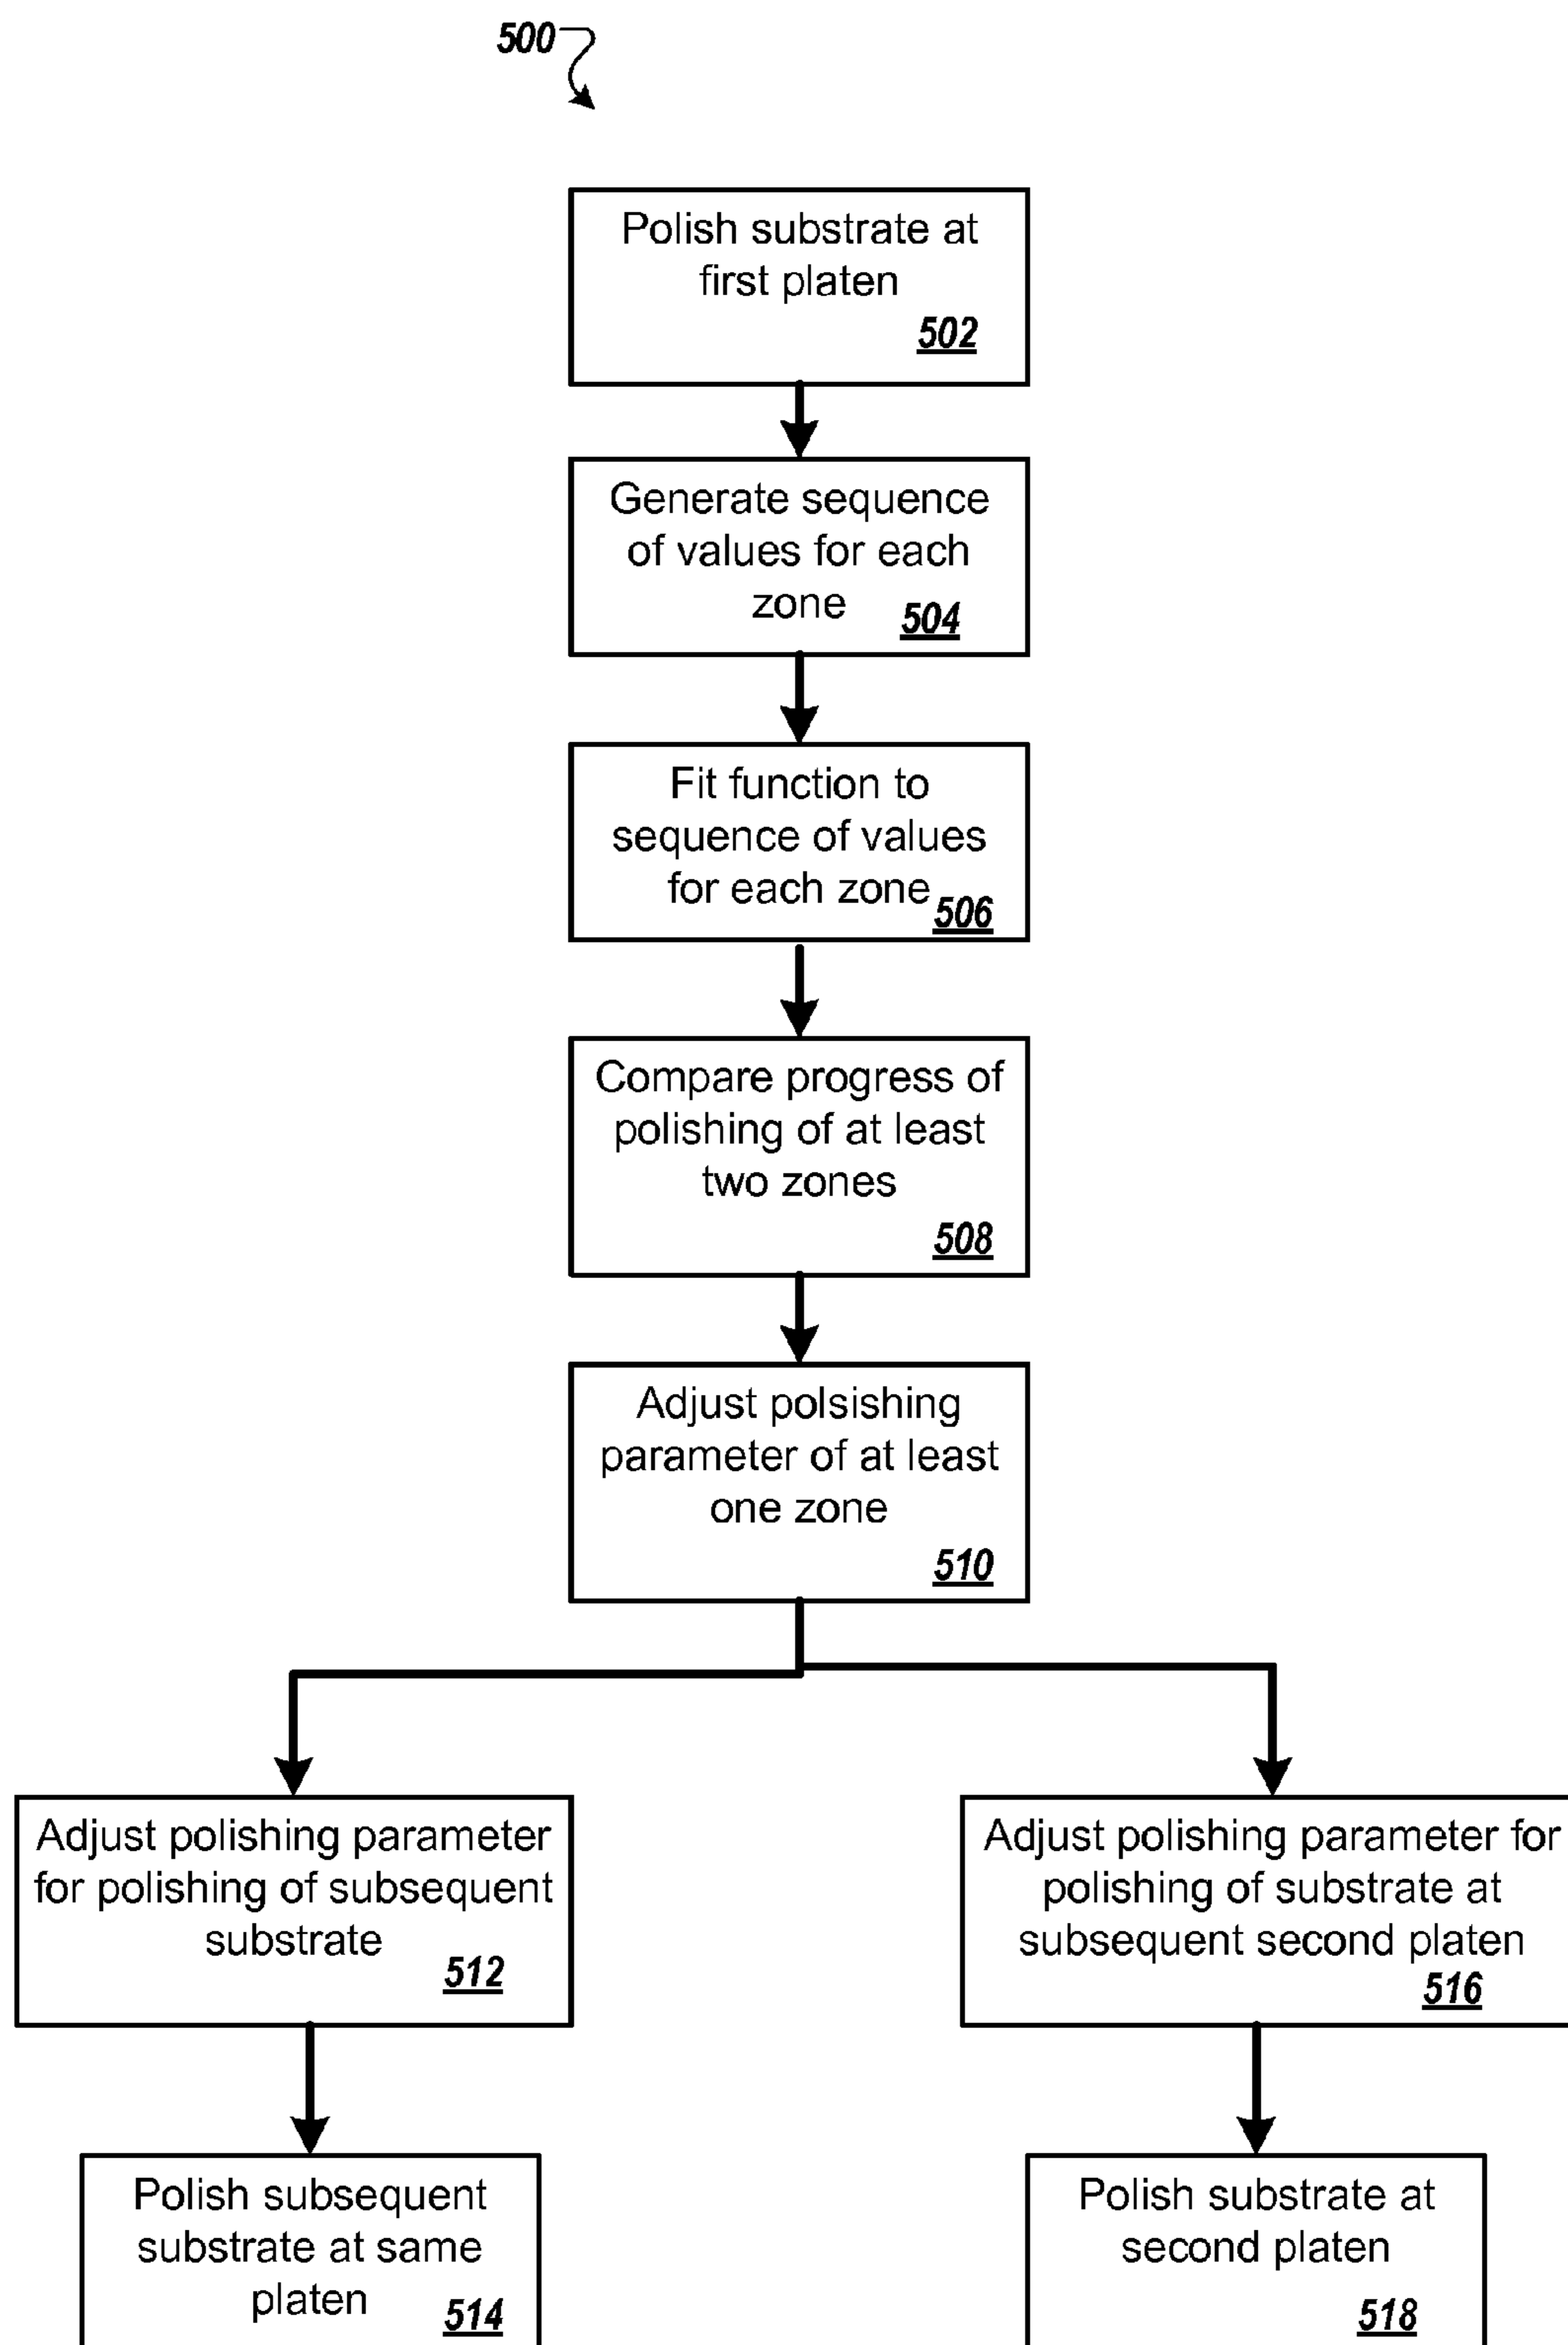 500
Polish substrate at
first platen
502
Generate sequence
of values for each
zone 504
Fit function to
sequence of values
for each zone 506
Compare progress of
polishing of at least
two zones
508
Adjust polsishing
parameter of at least
one zone
510
Adjust polishing parameter
for polishing of subsequent
substrate
512
Adjust polishing parameter for
polishing of substrate at
subsequent second platen
516
Polish subsequent
substrate at same
platen 514
Polish substrate at
second platen
518